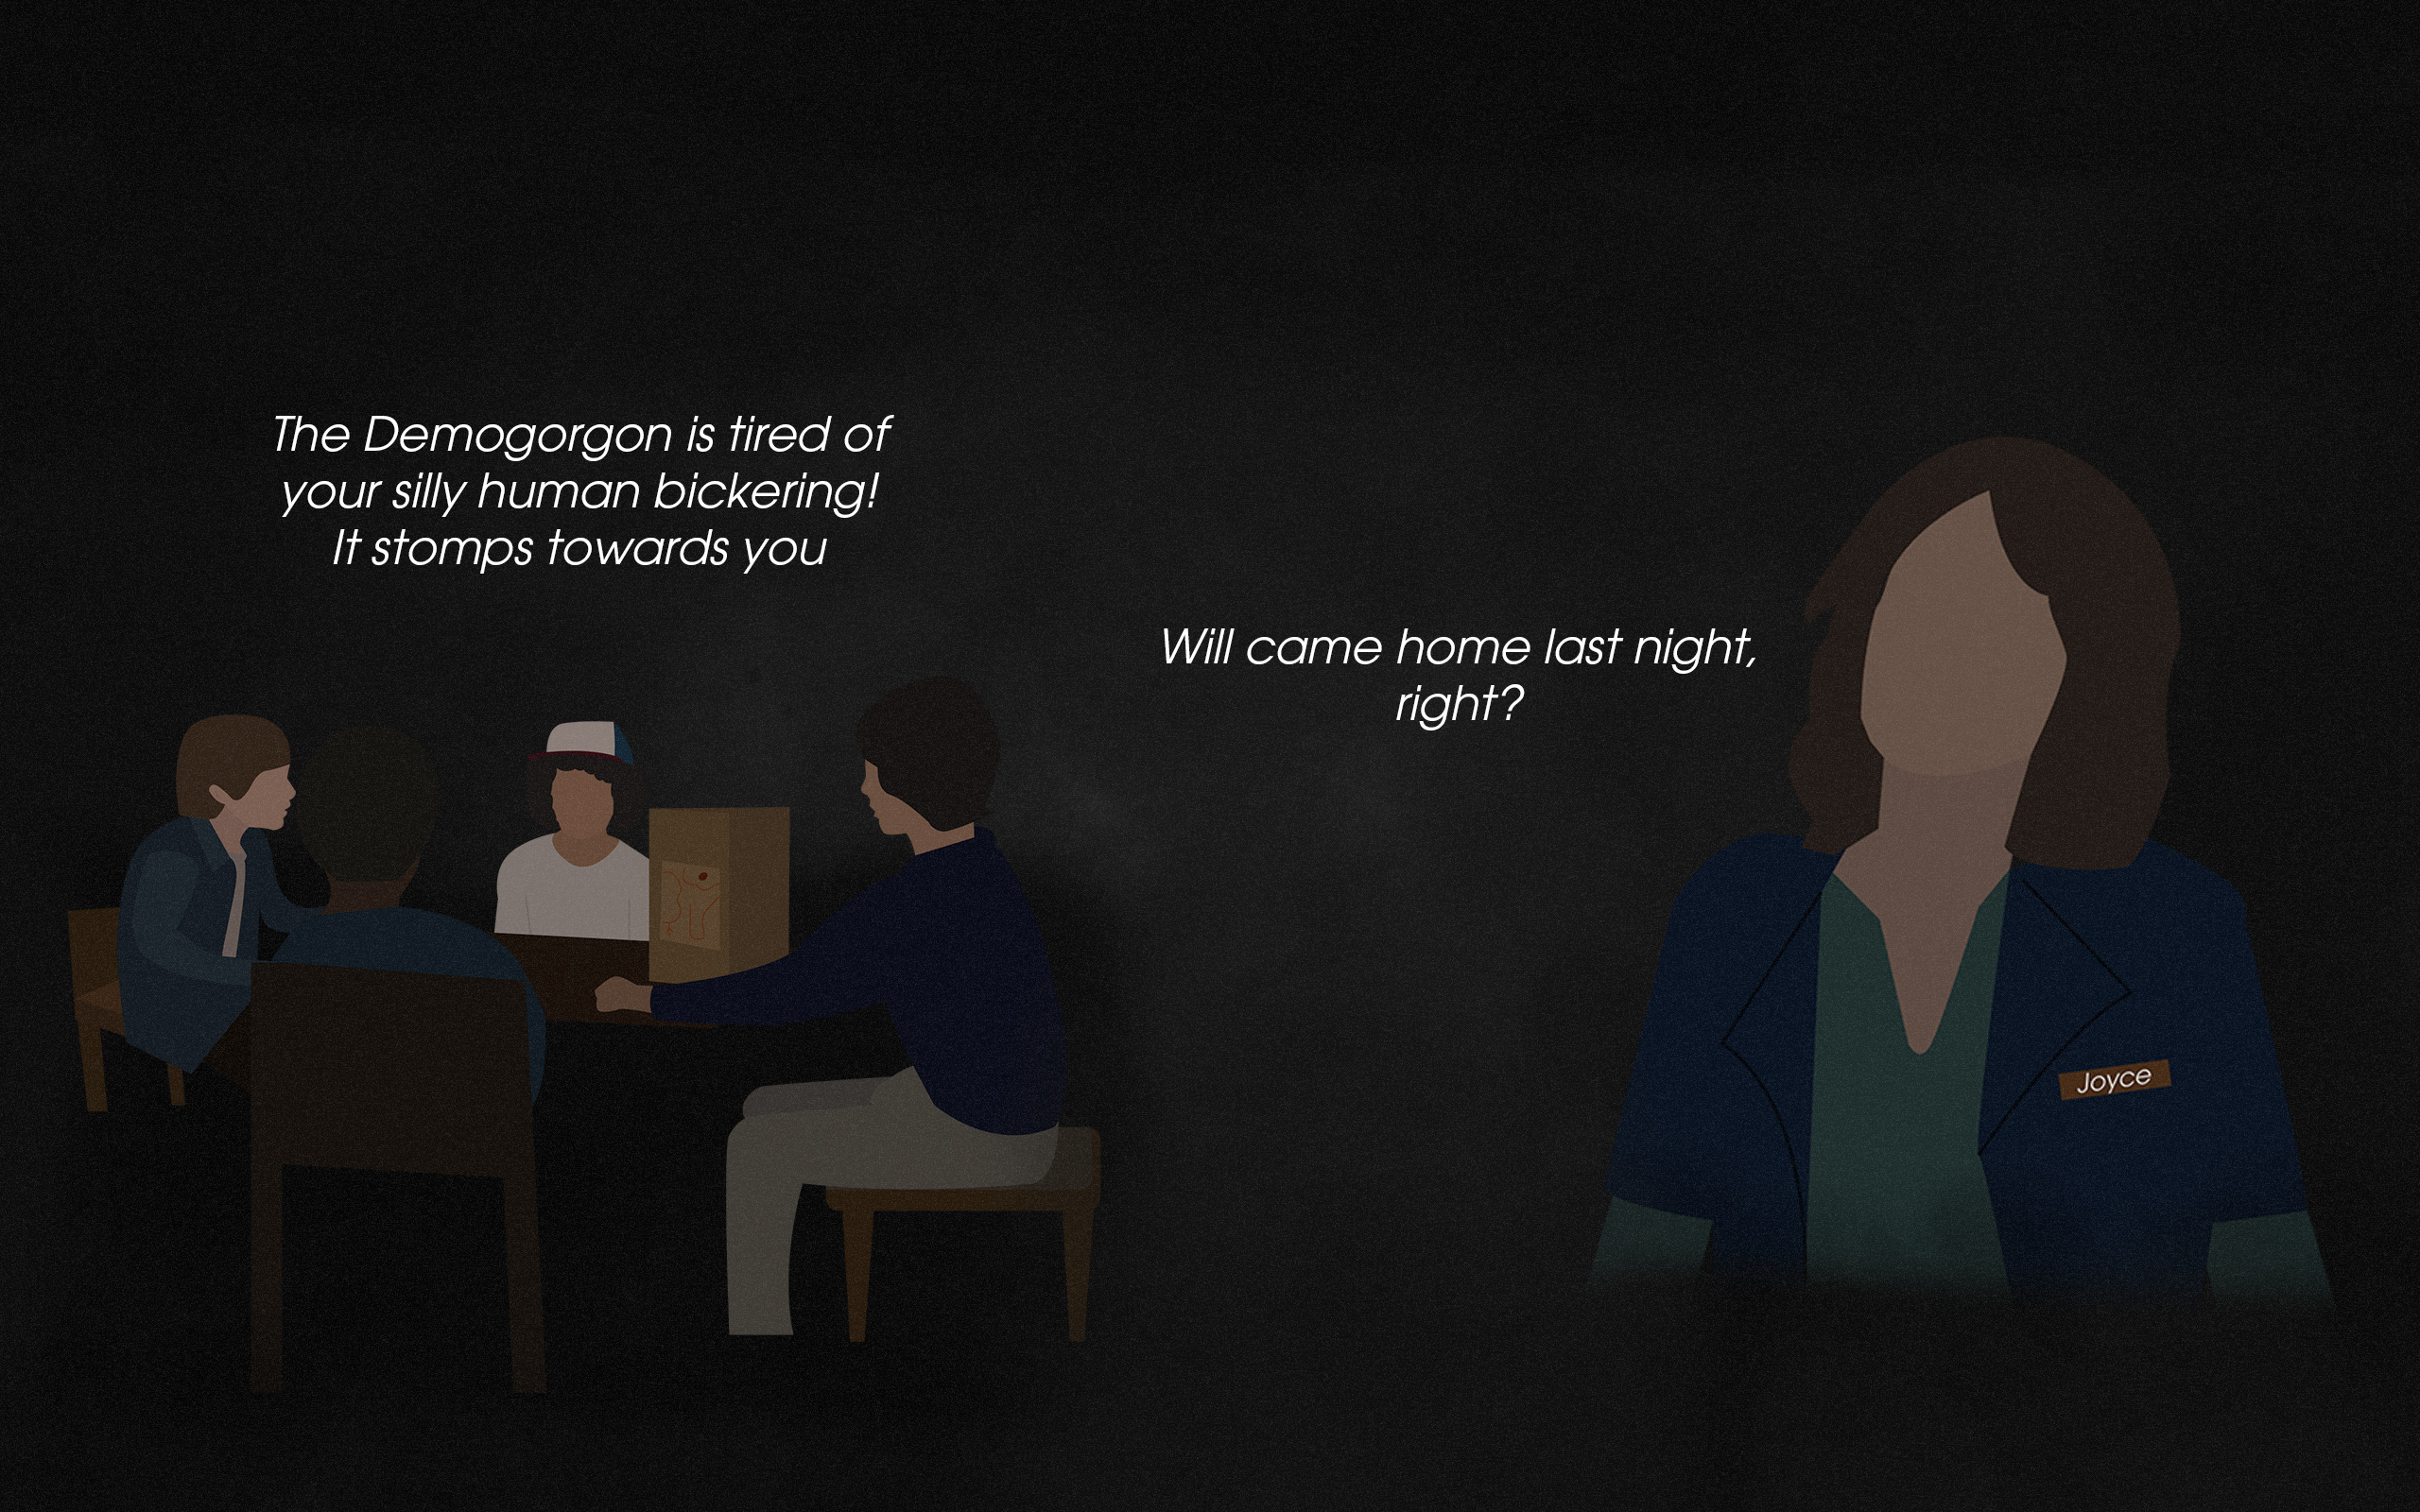 The Demogorgon is tired of
your silly human bickering!
It stomps towards you
Will came home last night,
right?
Joyce